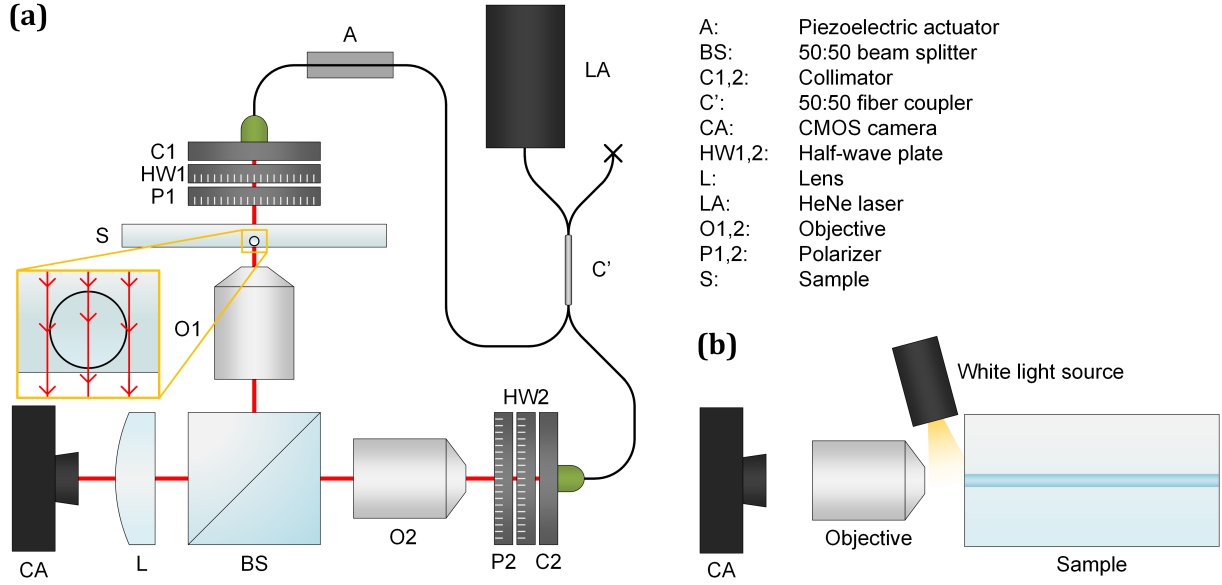 (a)
A
LA
C1
HW1
P1
S
C'
O1
HW2
CA
L
BS
O2
P2
C2
A: Piezoelectric actuator
BS: 50:50 beam splitter
C1,2: Collimator
C': 50:50 fiber coupler
CA: CMOS camera
HW1,2: Half-wave plate
L: Lens
LA: HeNe laser
O1,2: Objective
P1,2: Polarizer
S: Sample
(b)
White light source
Objective
CA
Sample